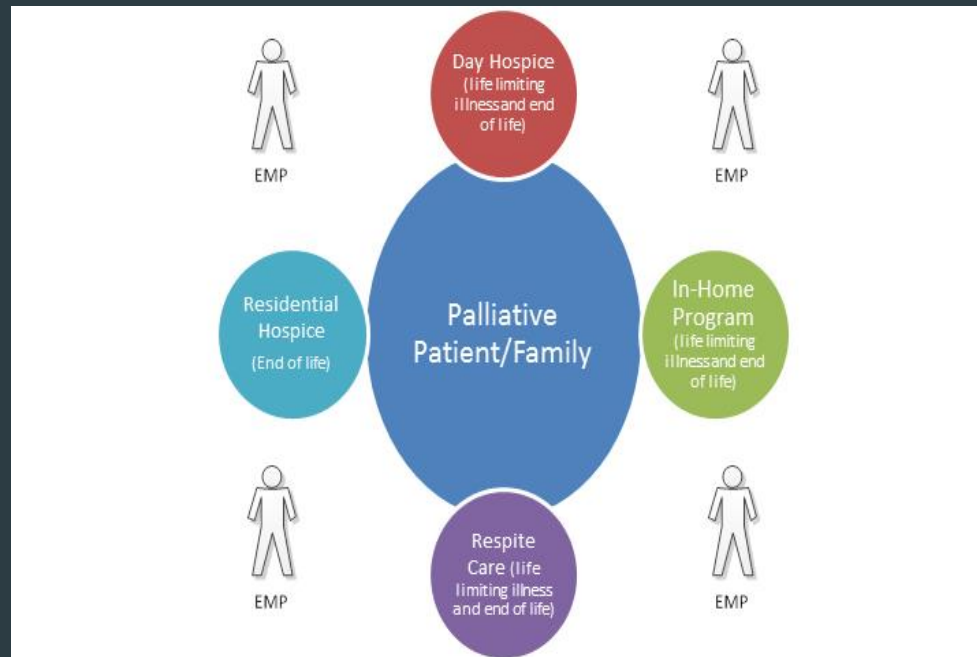 Day Hospice
(life limiting
illnessand end
of life)
EMP
EMP
Residential
Hospice
(End of life)
Palliative
Patient/Family
In-Home
Program
(life limiting
illnessand end
of life)
Respite
Care (life
limiting illness
and end of life)
EMP
EMP